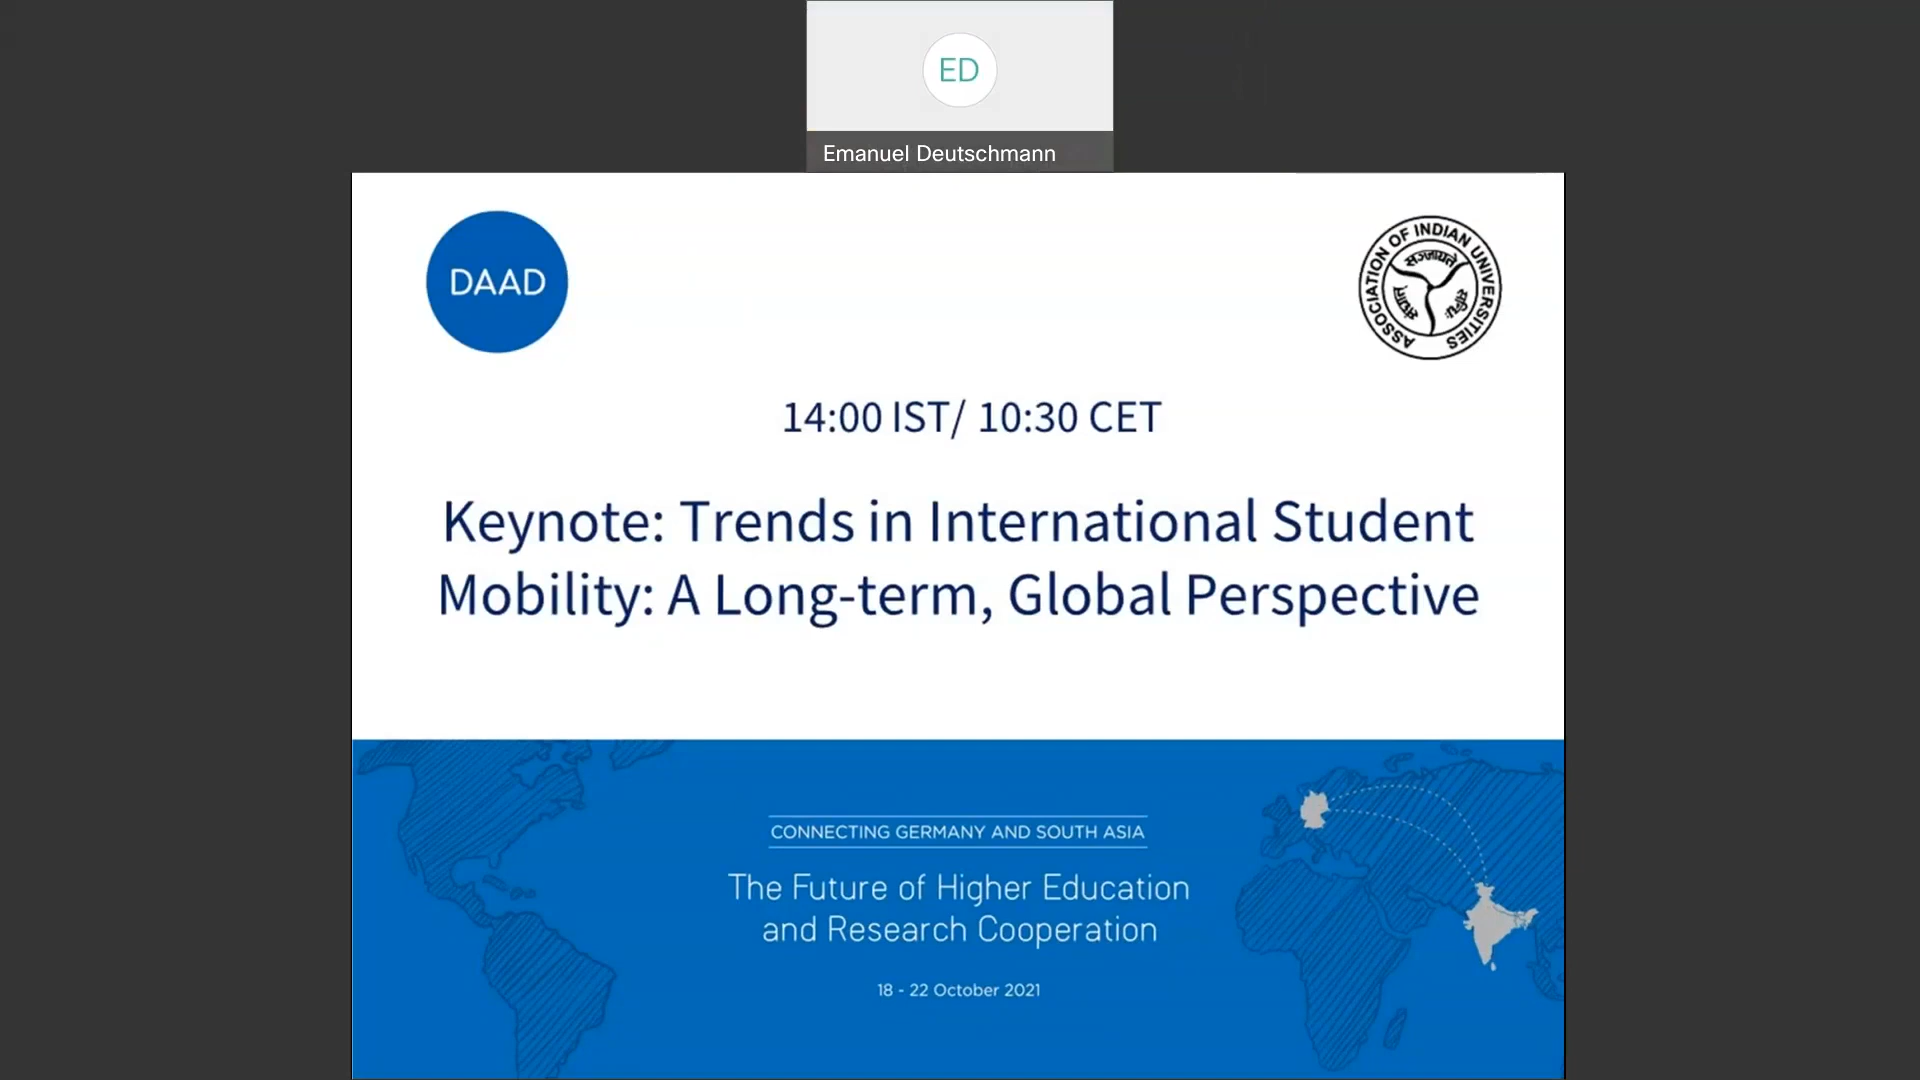 ED
Emanuel Deutschmann
DAAD
ASSOCIATION OF INDIAN UNIVERSITIES
14:00 IST/ 10:30 CET
Keynote: Trends in International Student
Mobility: A Long-term, Global Perspective
CONNECTING GERMANY AND SOUTH ASIA
The Future of Higher Education
and Research Cooperation
18 - 22 October 2021